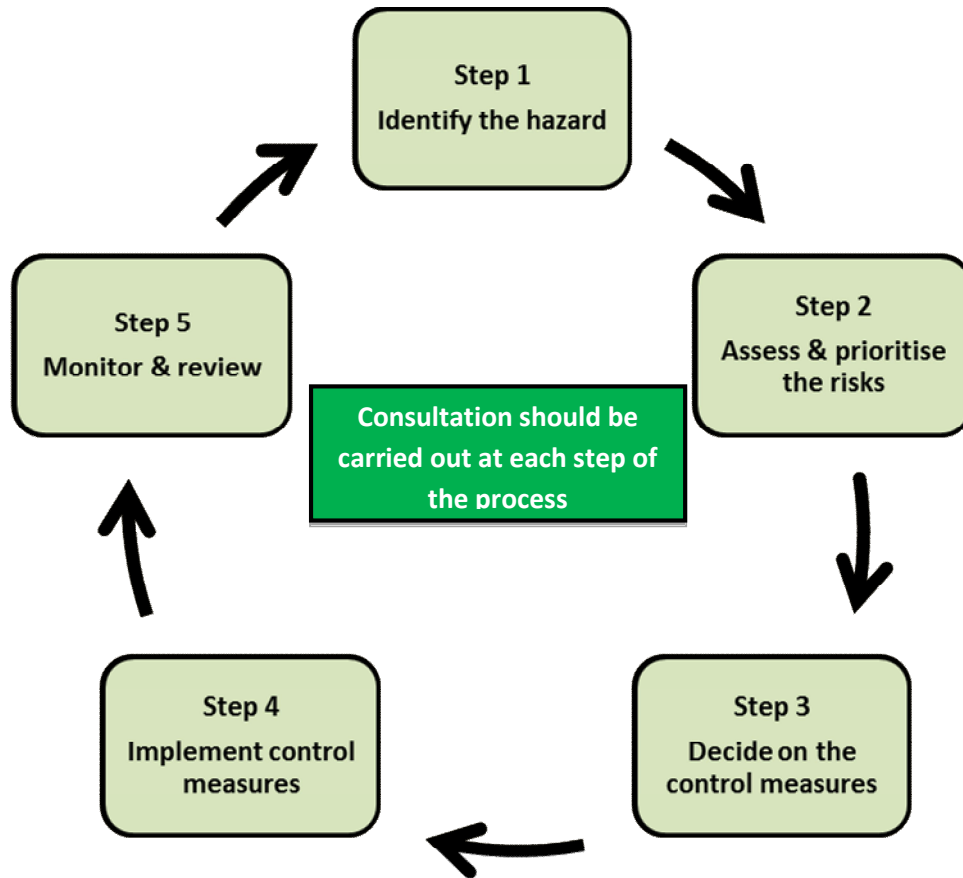 Step 1
Identify the hazard
Step 2
Assess & prioritise
the risks
Step 3
Decide on the
control measures
Step 4
Implement control
measures
Step 5
Monitor & review
Consultation should be
carried out at each step of
the process